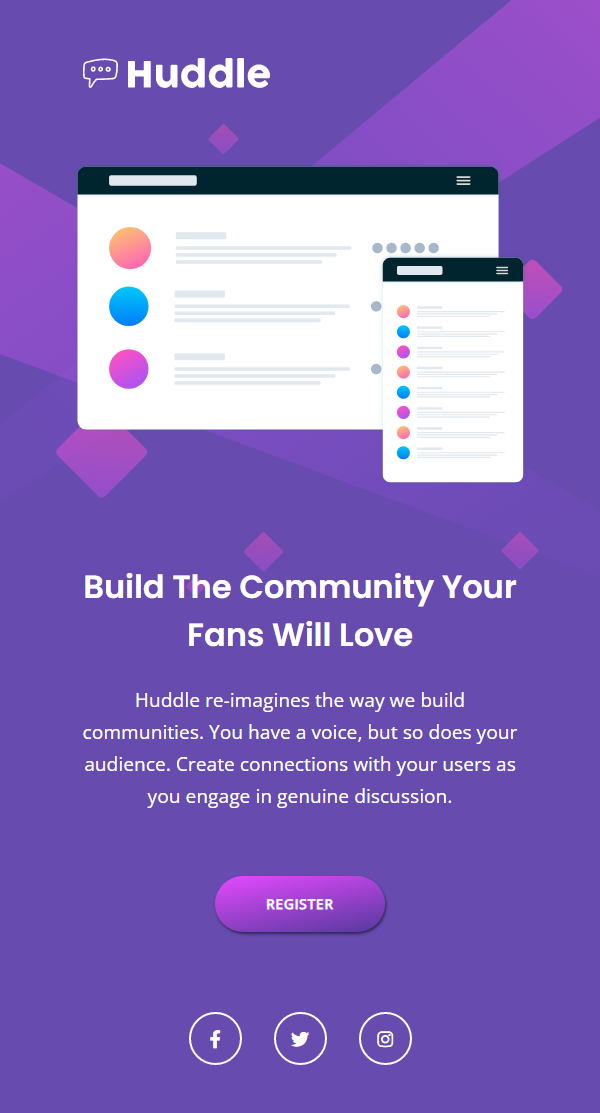 Huddle
Build The Community Your
Fans Will Love
Huddle re-imagines the way we build
communities. You have a voice, but so does your
audience. Create connections with your users as
you engage in genuine discussion.
REGISTER